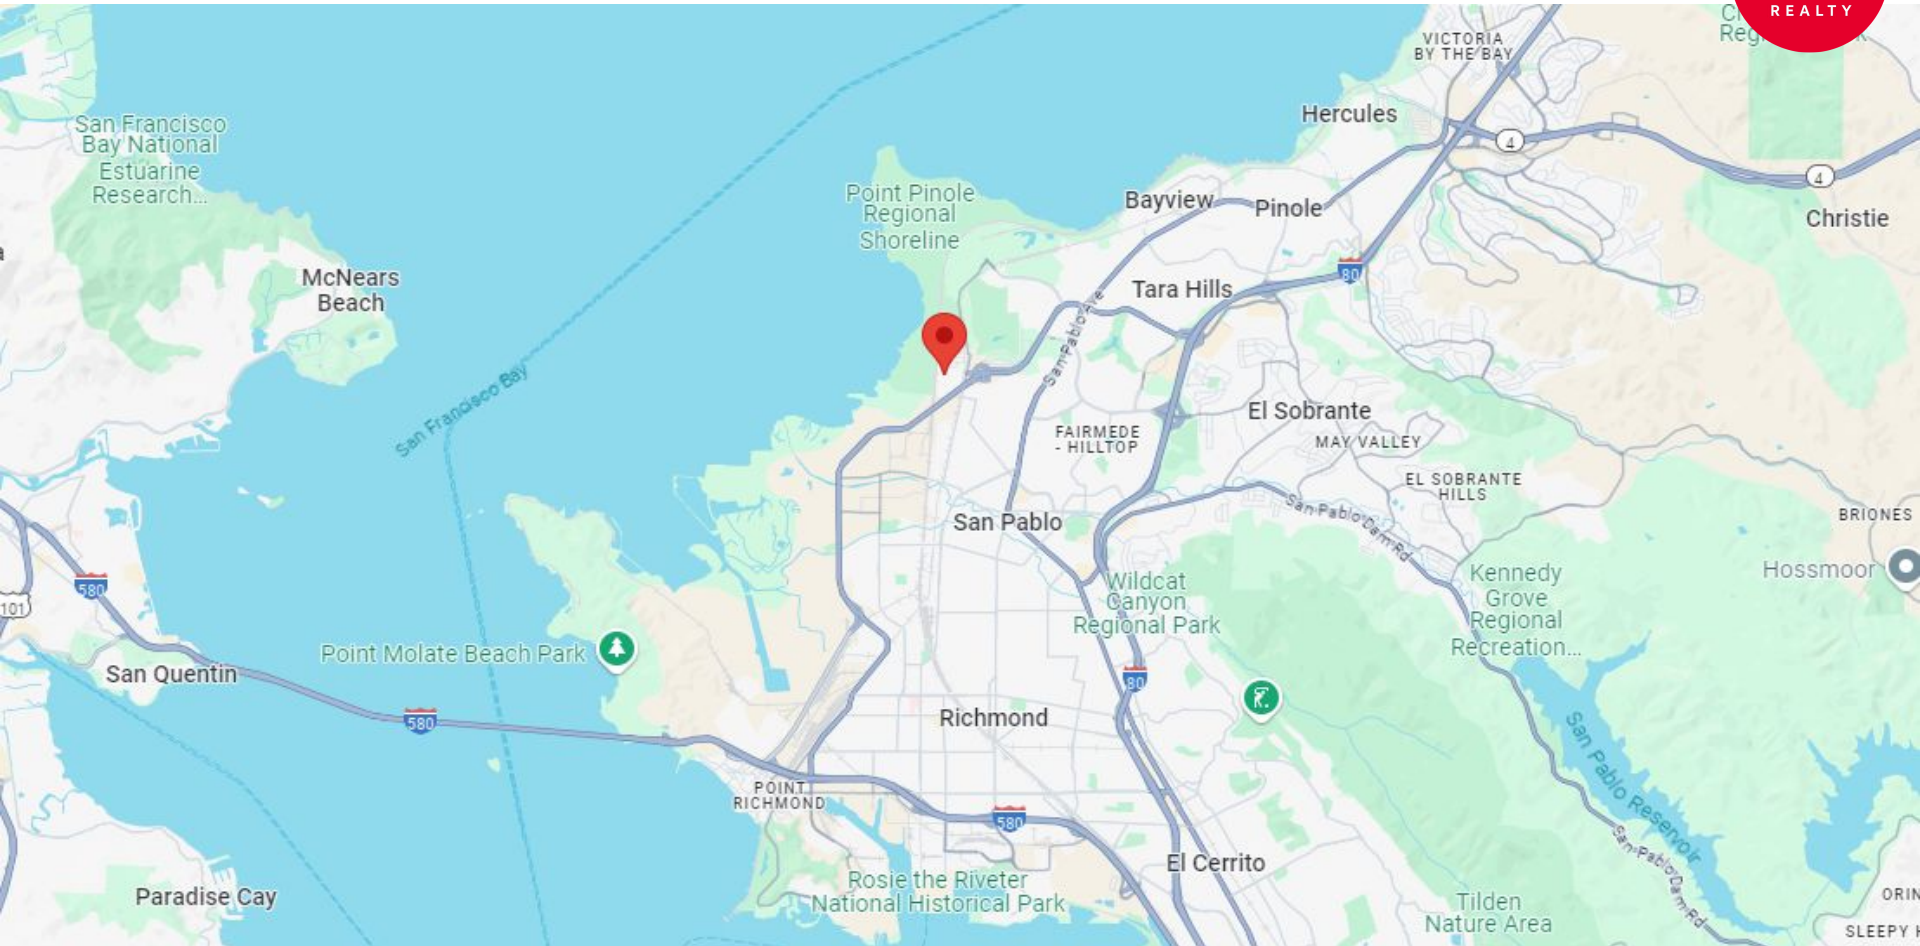 REALTY
VICTORIA
BY THE BAY
San Francisco
Bay National
Estuarine
Research...
Hercules
4
4
Point Pinole
Regional
Shoreline
Bayview
Pinole
Christie
McNears
Beach
80
Tara Hills
San Pablo Ave
San Francisco Bay
El Sobrante
FAIRMEDE
- HILLTOP
MAY VALLEY
EL SOBRANTE
HILLS
San Pablo Dam Rd
San Pablo
BRIONES
580
101
Wildcat
Canyon
Regional Park
Kennedy
Grove
Regional
Recreation...
Hossmoor
Point Molate Beach Park
San Quentin
80
580
Richmond
San Pablo Reservoir
POINT
RICHMOND
580
El Cerrito
San Pablo Dam Rd
Rosie the Riveter
National Historical Park
Paradise Cay
Tilden
Nature Area